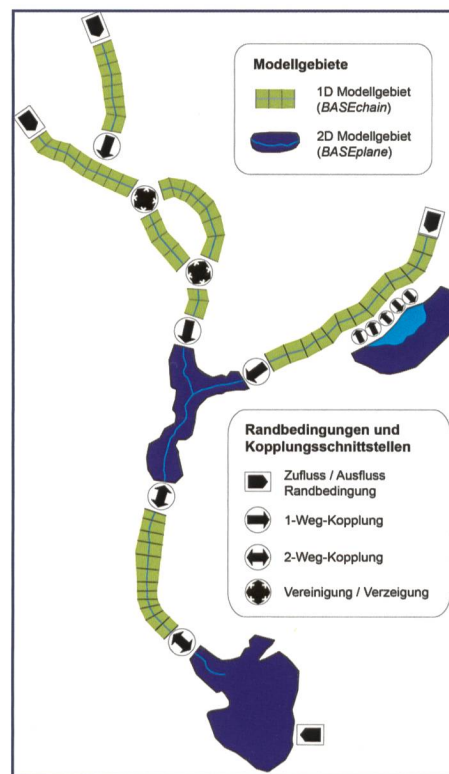 Modellgebiete
1D Modellgebiet
(BASEchain)
2D Modellgebiet
(BASEplane)
Randbedingungen und
Kopplungsschnittstellen
Zufluss / Ausfluss
Randbedingung
1-Weg-Kopplung
2-Weg-Kopplung
Vereinigung / Verzeigung